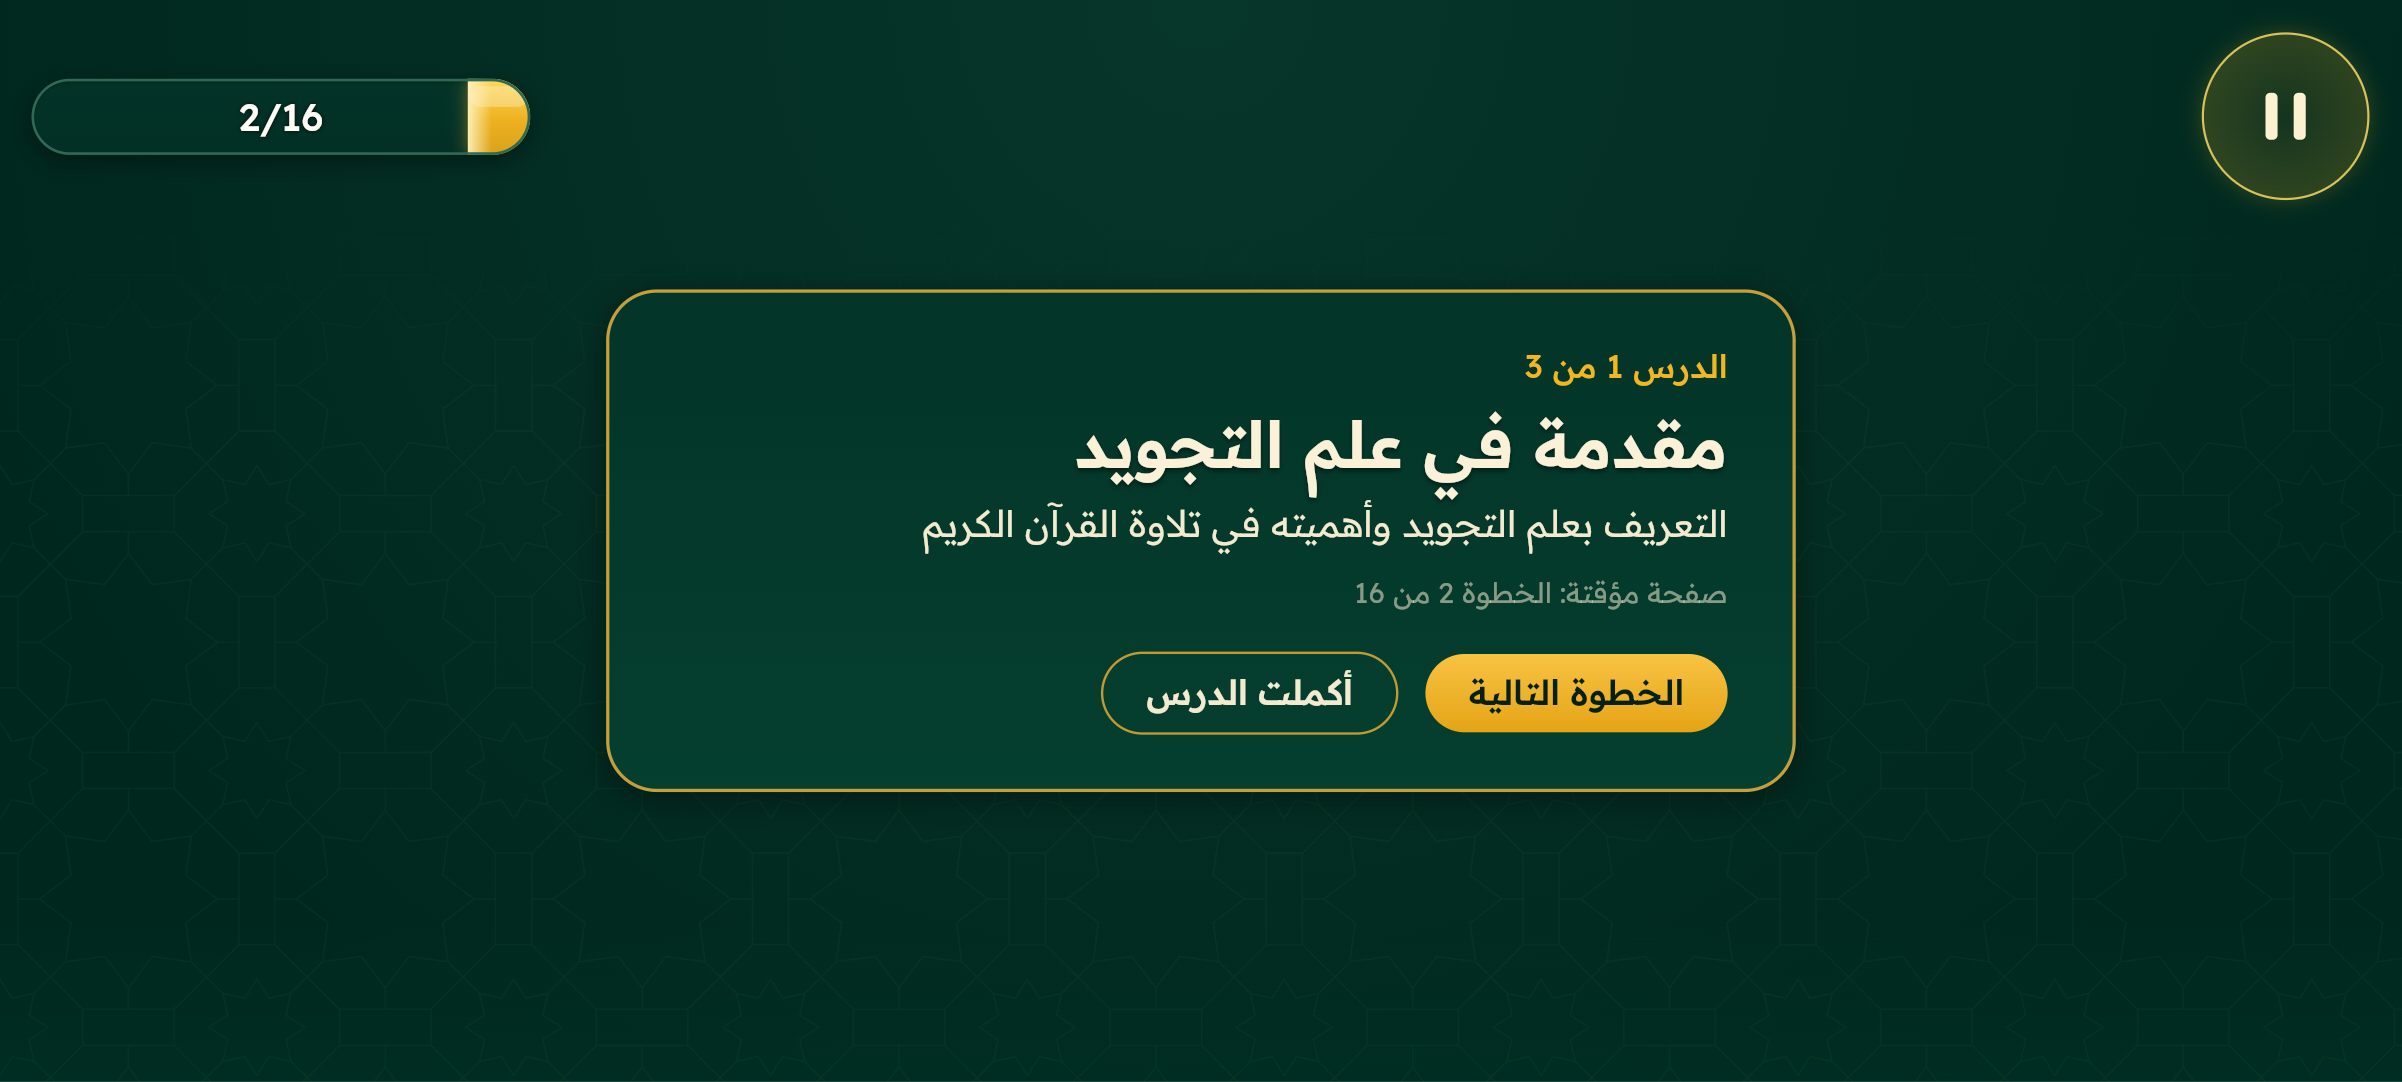 2/16
الدرس 1 من 3
مقدمة في علم التجويد
التعريف بعلم التجويد وأهميته في تلاوة القرآن الكريم
صفحة مؤقتة: الخطوة 2 من 16
الخطوة التالية
أكملت الدرس